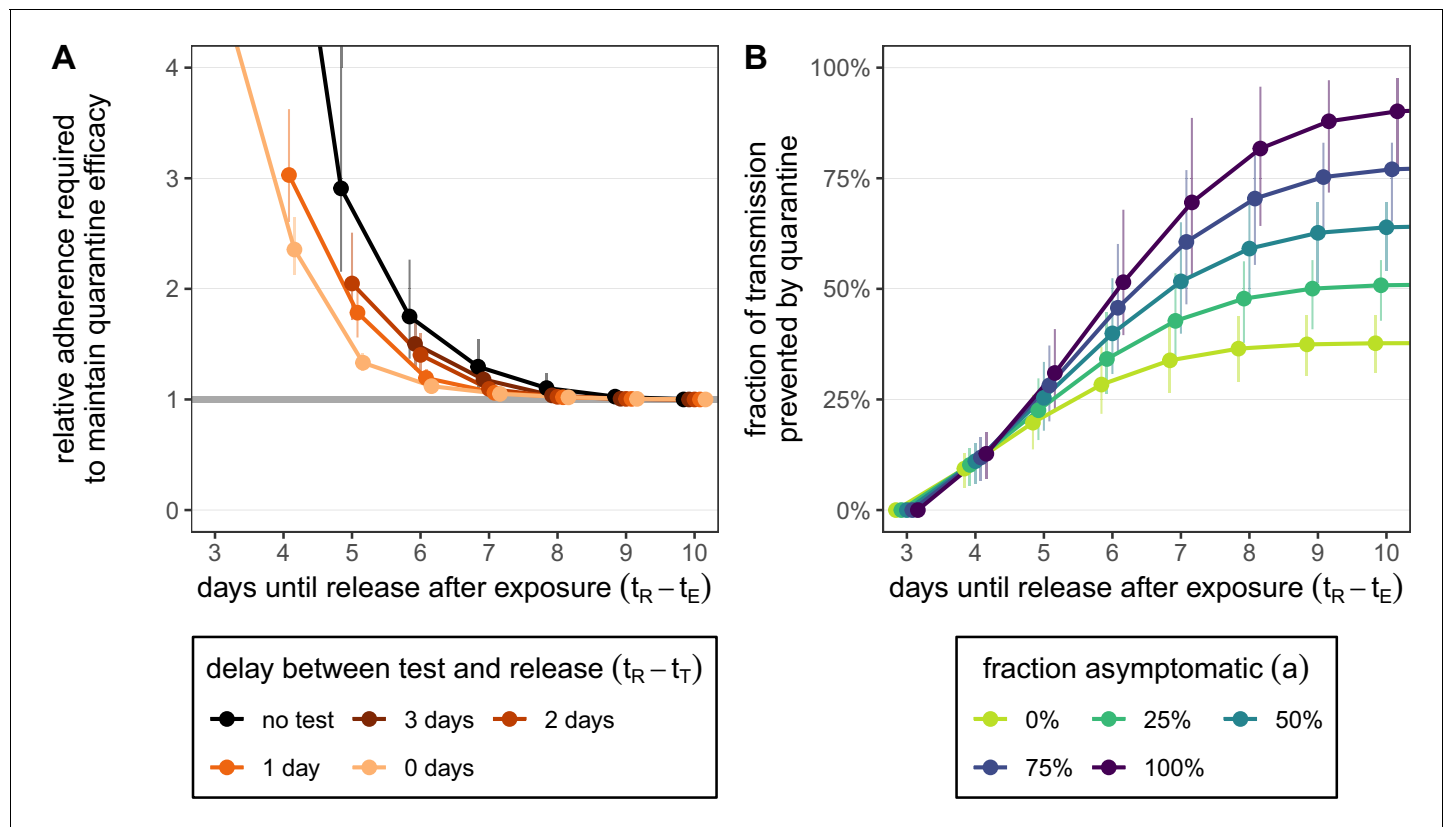 A
relative adherence required
to maintain quarantine efficacy
4
3
2
1
0
3 4 5 6 7 8 9 10
days until release after exposure (tR − tE)
delay between test and release (tR − tT)
no test 3 days 2 days
1 day 0 days
B
fraction of transmission
prevented by quarantine
100%
75%
50%
25%
0%
3 4 5 6 7 8 9 10
days until release after exposure (tR − tE)
fraction asymptomatic (a)
0% 25% 50%
75% 100%